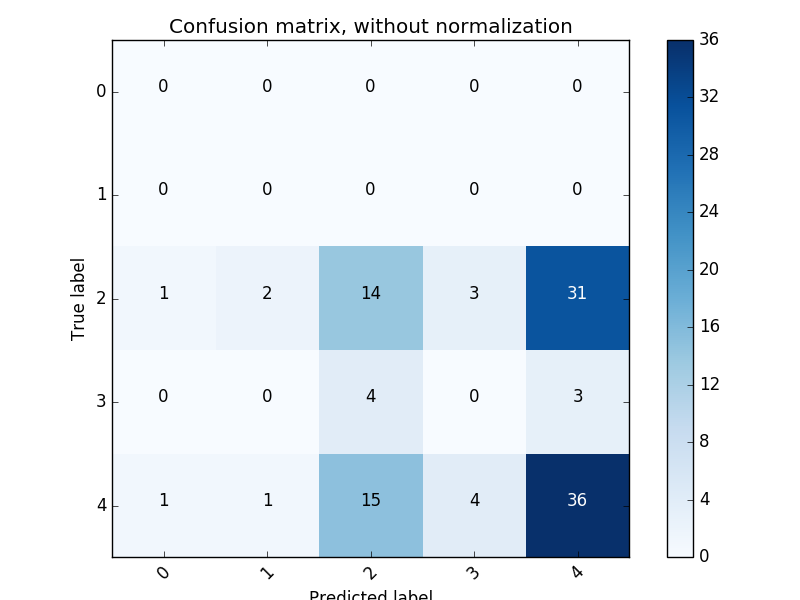 Confusion matrix, without normalization
0 0 0 0 0 0
1 0 0 0 0 0
2 1 2 14 3 31
3 0 0 4 0 3
4 1 1 15 4 36
True label
0 1 2 3 4
Predicted label
36
32
28
24
20
16
12
8
4
0